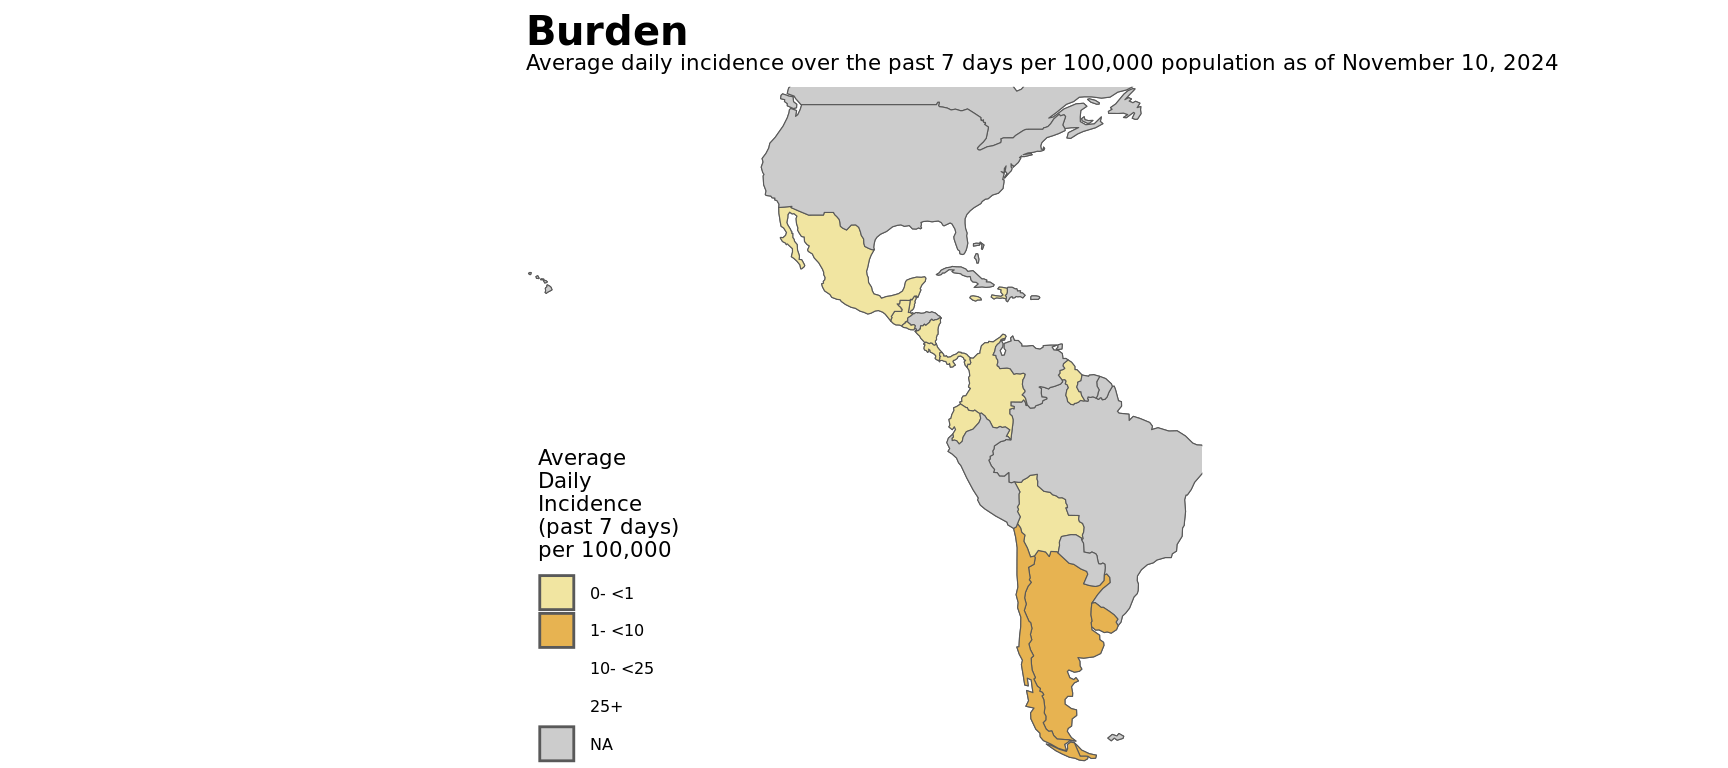 Burden
Average daily incidence over the past 7 days per 100,000 population as of November 10, 2024
Average
Daily
Incidence
(past 7 days)
per 100,000
0- <1
1- <10
10- <25
25+
NA